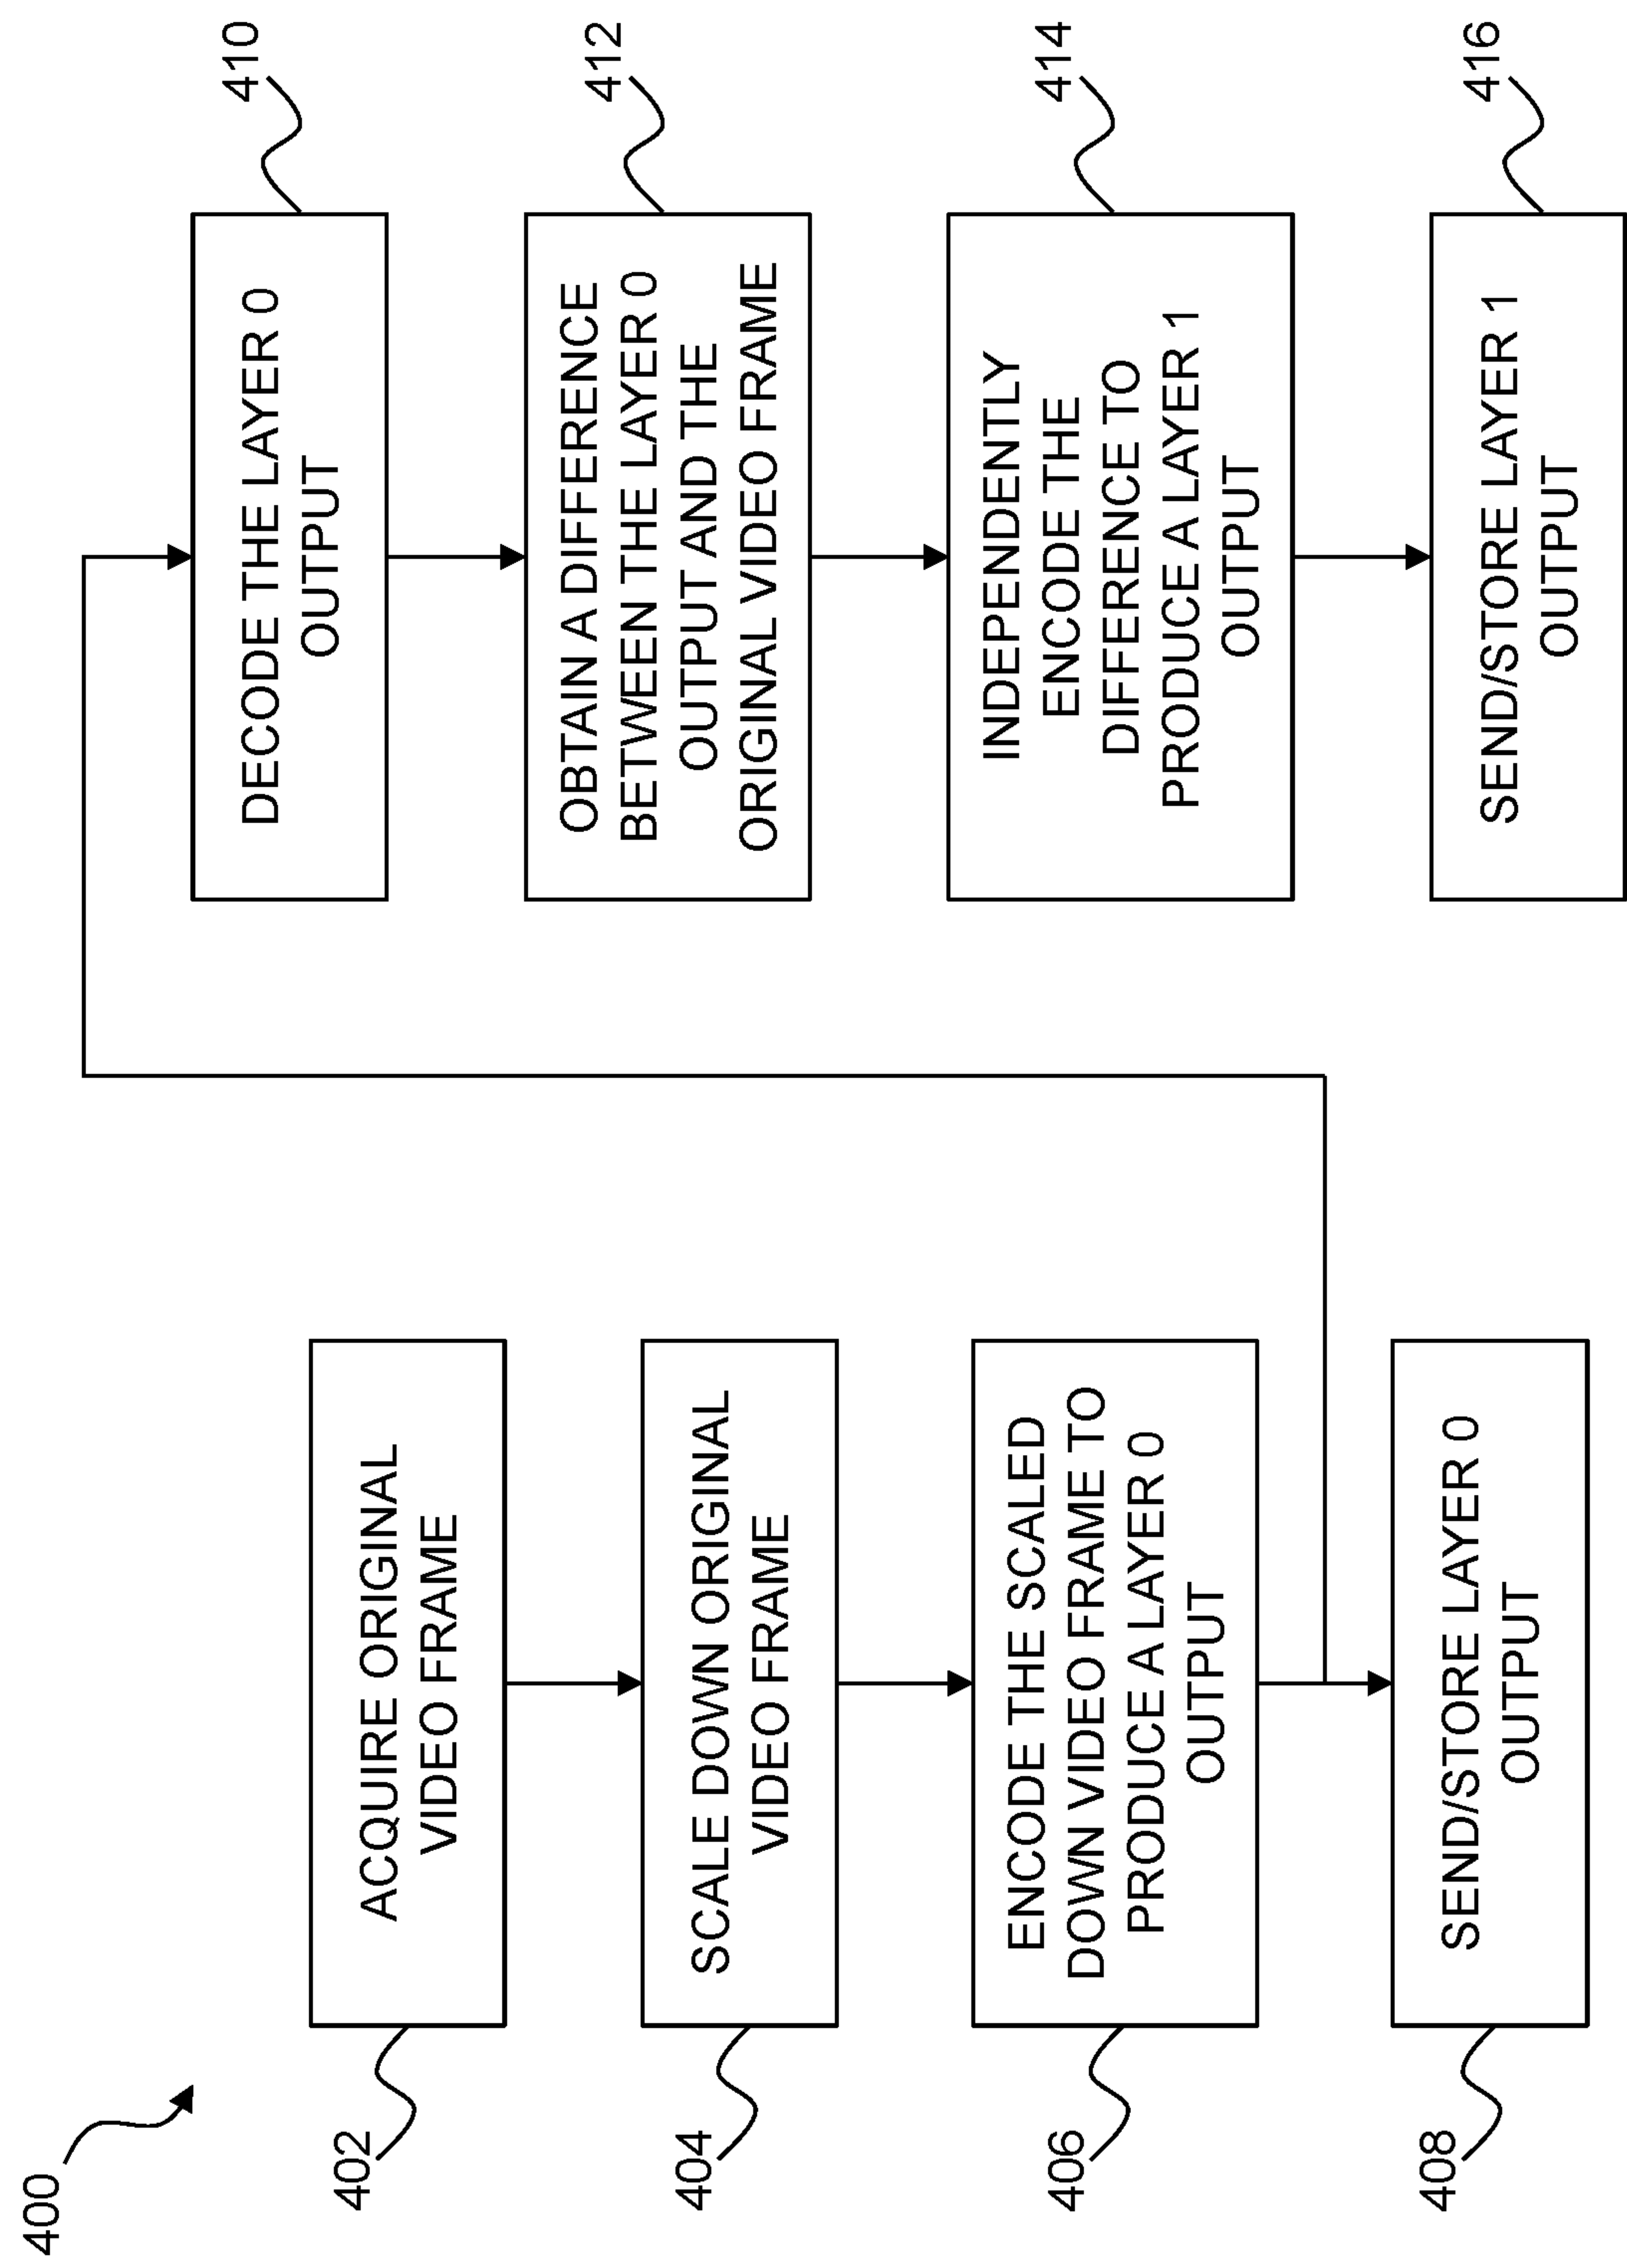 400
402
ACQUIRE ORIGINAL
VIDEO FRAME
404
SCALE DOWN ORIGINAL
VIDEO FRAME
406
ENCODE THE SCALED
DOWN VIDEO FRAME TO
PRODUCE A LAYER 0
OUTPUT
408
SEND/STORE LAYER 0
OUTPUT
410
DECODE THE LAYER 0
OUTPUT
412
OBTAIN A DIFFERENCE
BETWEEN THE LAYER 0
OUTPUT AND THE
ORIGINAL VIDEO FRAME
414
INDEPENDENTLY
ENCODE THE
DIFFERENCE TO
PRODUCE A LAYER 1
OUTPUT
416
SEND/STORE LAYER 1
OUTPUT